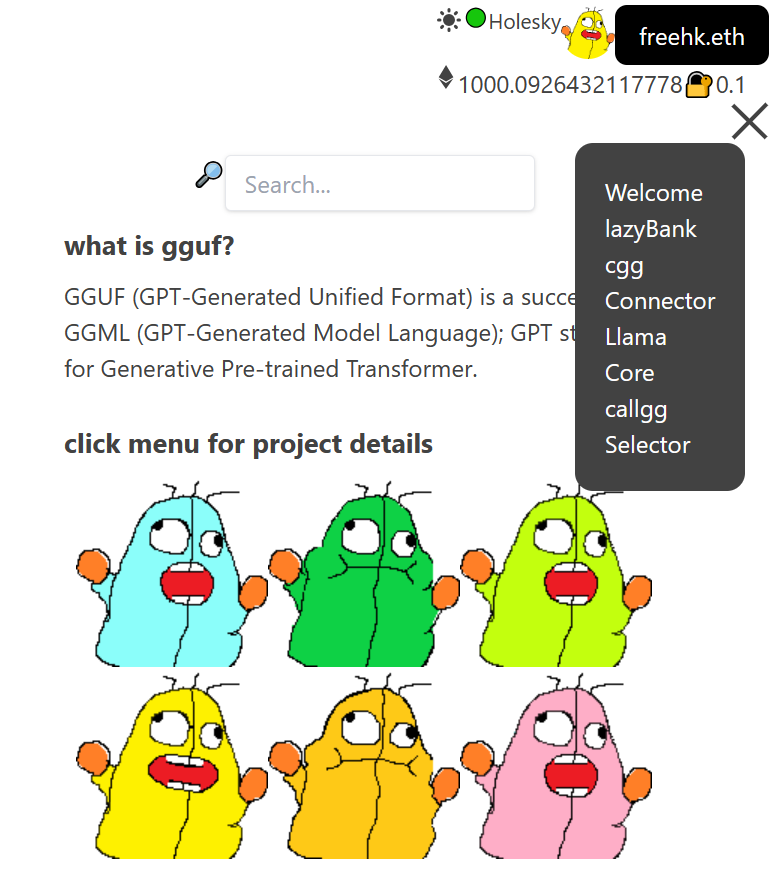 Holesky
freehk.eth
1000.0926432117778
0.1
Search...
what is gguf?
GGUF (GPT-Generated Unified Format) is a succe
GGML (GPT-Generated Model Language); GPT st
for Generative Pre-trained Transformer.
click menu for project details
Welcome
lazyBank
cgg
Connector
Llama
Core
callgg
Selector